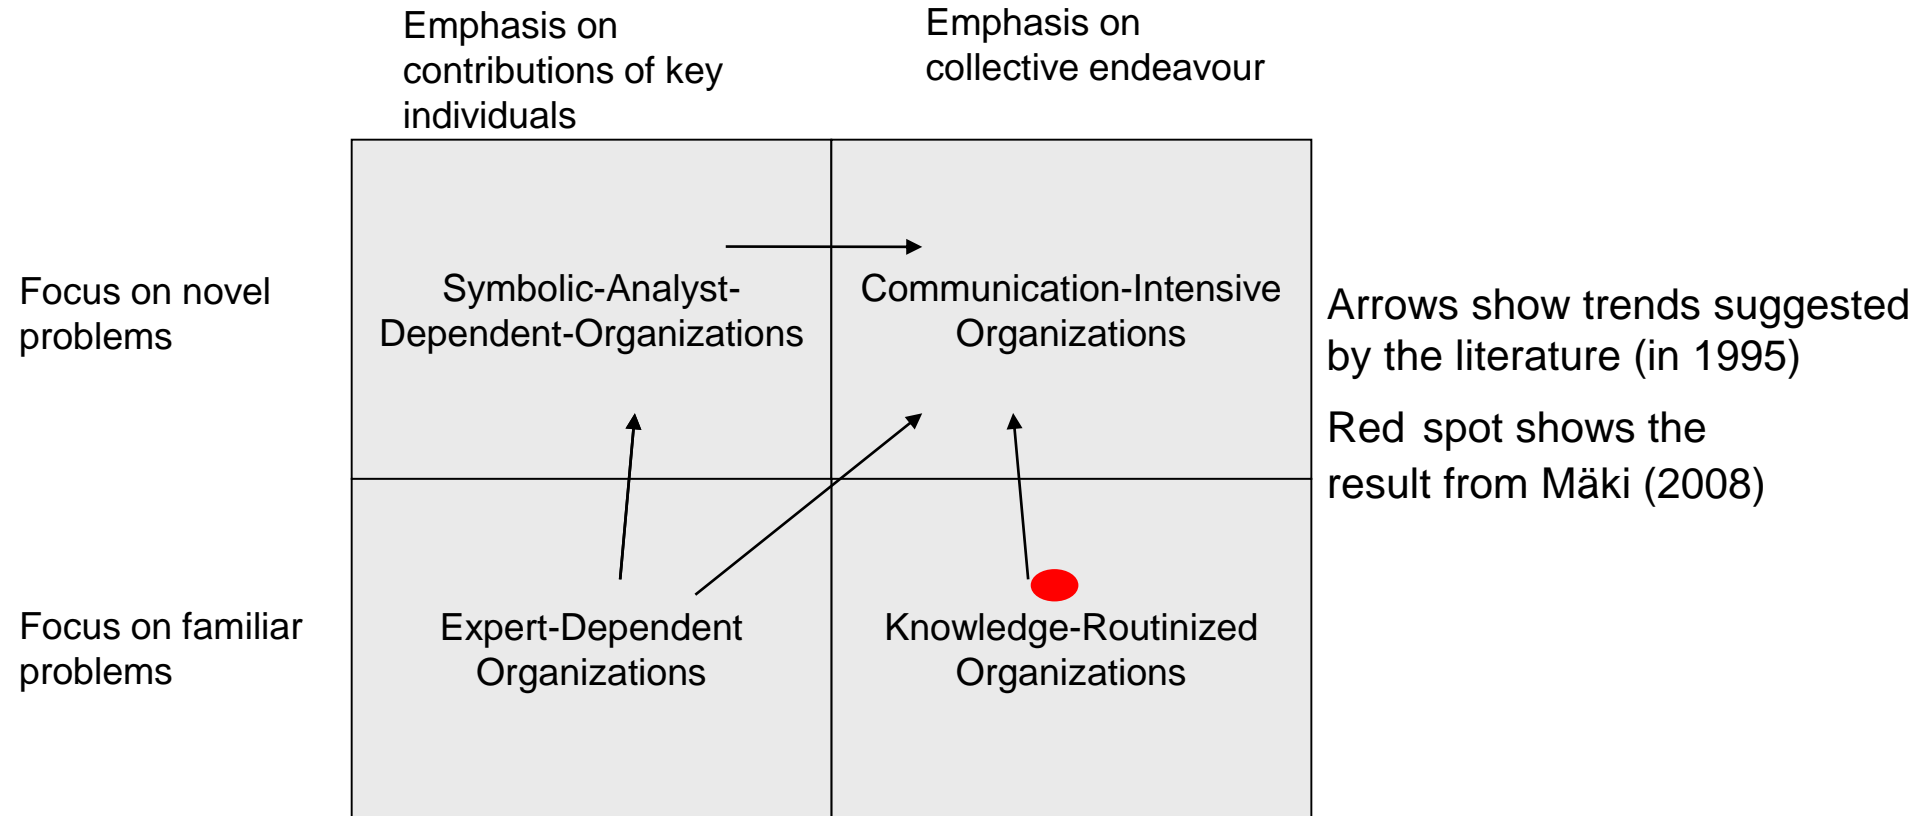 Emphasis on
contributions of key
individuals
Emphasis on
collective endeavour
Focus on novel
problems
Symbolic-Analyst-
Dependent-Organizations
Communication-Intensive
Organizations
Arrows show trends suggested
by the literature (in 1995)
Red spot shows the
result from Mäki (2008)
Focus on familiar
problems
Expert-Dependent
Organizations
Knowledge-Routinized
Organizations